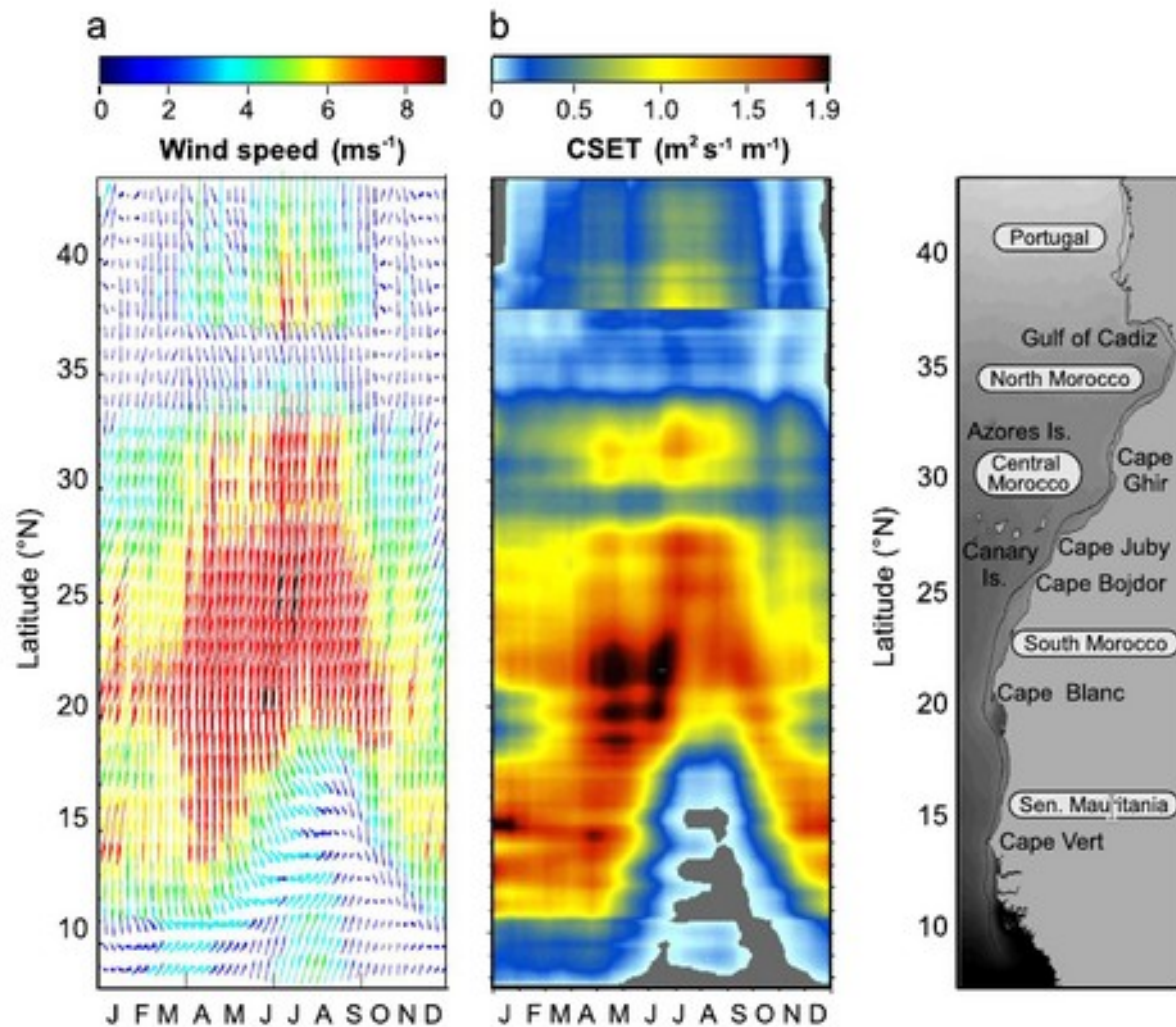 a
b
0 2 4 6 8
0 0.5 1.0 1.5 1.9
Wind speed (ms⁻¹)
CSET (m² s⁻¹ m⁻¹)
Latitude (°N)
40
35
30
25
20
15
10
J F M A M J J A S O N D
J F M A M J J A S O N D
Latitude (°N)
40
35
30
25
20
15
10
Portugal
Gulf of Cadiz
North Morocco
Azores Is.
Central
Morocco
Cape
Ghir
Canary
Is.
Cape Juby
Cape Bojdor
South Morocco
Cape Blanc
Sen. Mauritania
Cape Vert